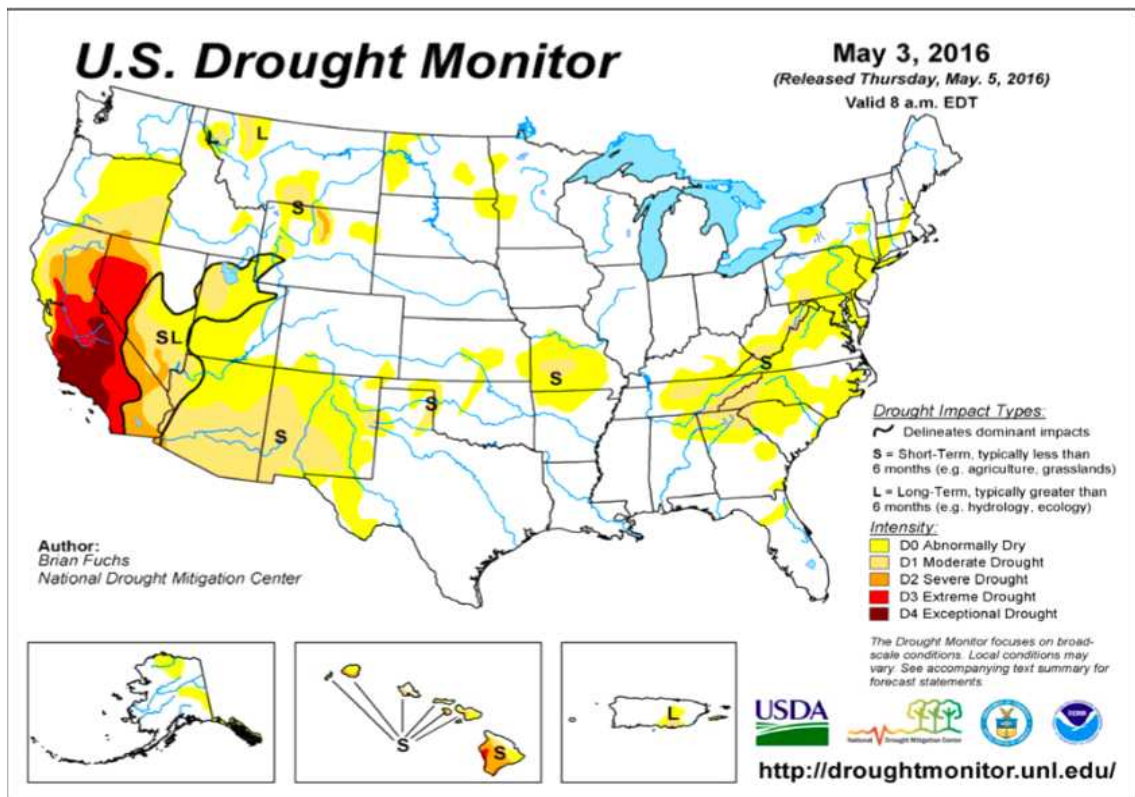 U.S. Drought Monitor
May 3, 2016
(Released Thursday, May. 5, 2016)
Valid 8 a.m. EDT
L
L
S
SL
S
S
S
S
L
Drought Impact Types:
Delineates dominant impacts
S = Short-Term, typically less than
6 months (e.g. agriculture, grasslands)
L = Long-Term, typically greater than
6 months (e.g. hydrology, ecology)
Intensity:
D0 Abnormally Dry
D1 Moderate Drought
D2 Severe Drought
D3 Extreme Drought
D4 Exceptional Drought
Author:
Brian Fuchs
National Drought Mitigation Center
The Drought Monitor focuses on broad-
scale conditions. Local conditions may
vary. See accompanying text summary for
forecast statements.
S
S
L
USDA
National Drought Mitigation Center
http://droughtmonitor.unl.edu/